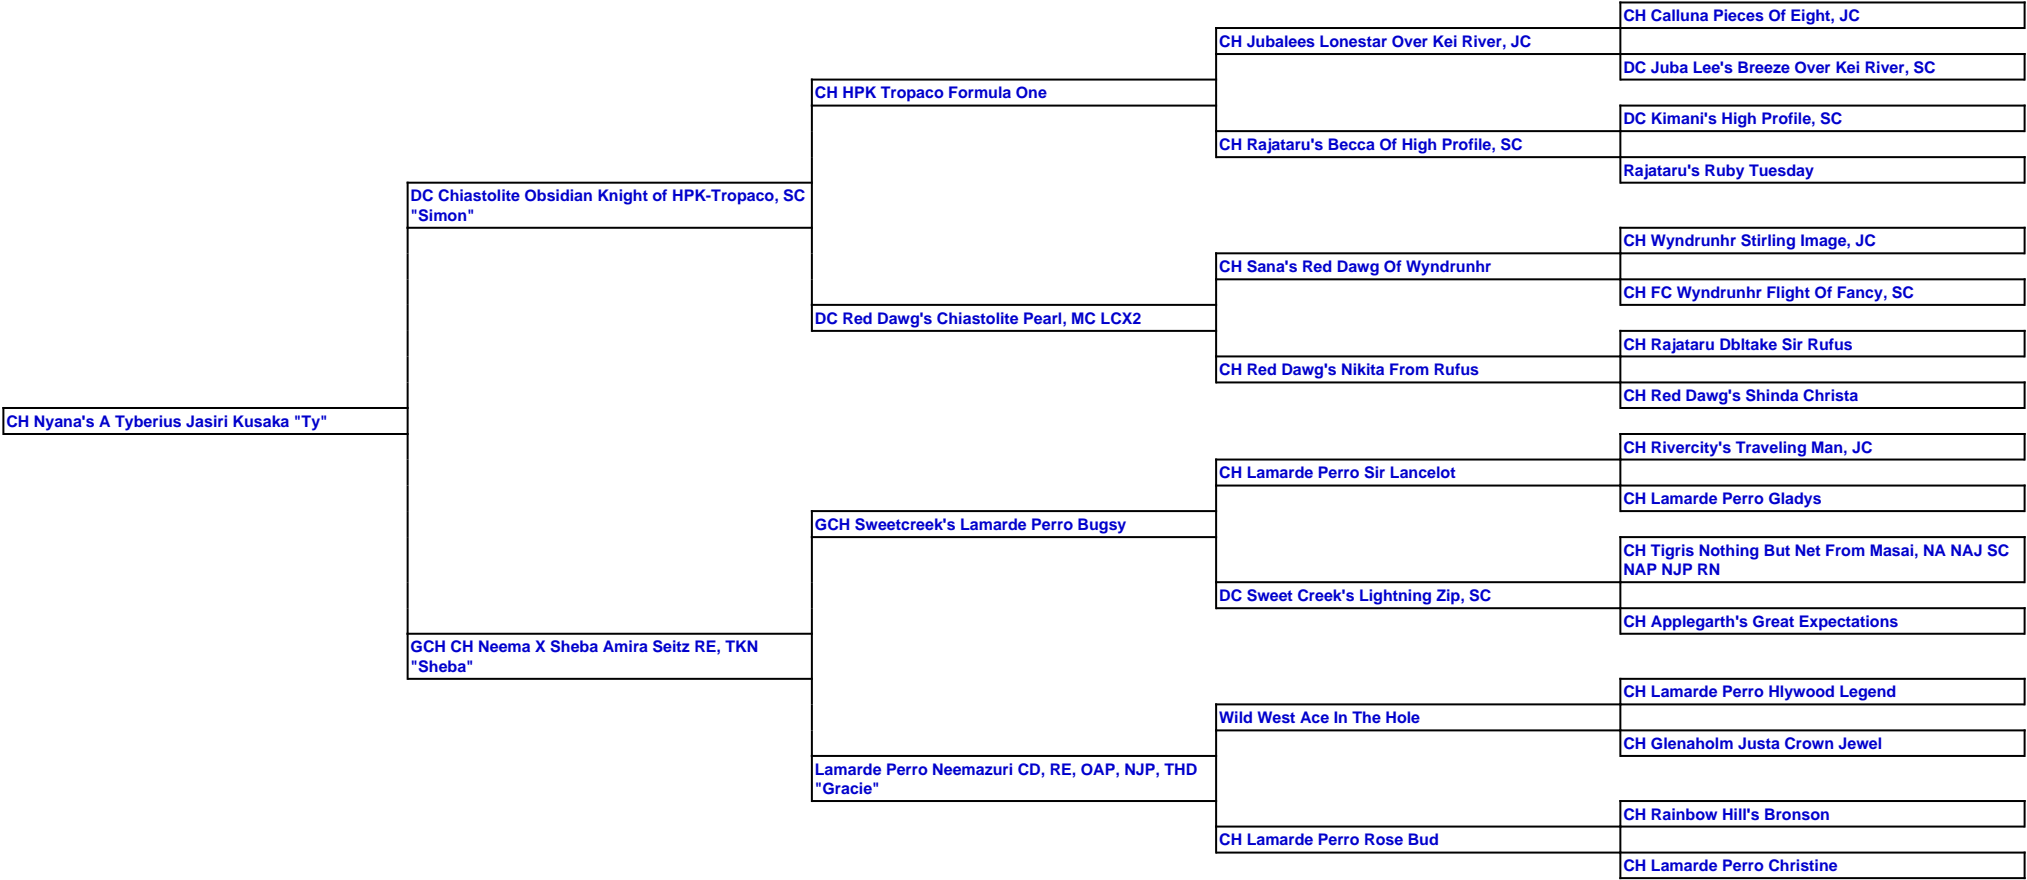 CH Calluna Pieces Of Eight, JC
CH Jubalees Lonestar Over Kei River, JC
DC Juba Lee's Breeze Over Kei River, SC
CH HPK Tropaco Formula One
DC Kimani's High Profile, SC
CH Rajataru's Becca Of High Profile, SC
Rajataru's Ruby Tuesday
DC Chiastolite Obsidian Knight of HPK-Tropaco, SC
"Simon"
CH Wyndrunhr Stirling Image, JC
CH Sana's Red Dawg Of Wyndrunhr
CH FC Wyndrunhr Flight Of Fancy, SC
DC Red Dawg's Chiastolite Pearl, MC LCX2
CH Rajataru Dbltake Sir Rufus
CH Red Dawg's Nikita From Rufus
CH Red Dawg's Shinda Christa
CH Nyana's A Tyberius Jasiri Kusaka "Ty"
CH Rivercity's Traveling Man, JC
CH Lamarde Perro Sir Lancelot
CH Lamarde Perro Gladys
GCH Sweetcreek's Lamarde Perro Bugsy
CH Tigris Nothing But Net From Masai, NA NAJ SC
NAP NJP RN
DC Sweet Creek's Lightning Zip, SC
CH Applegarth's Great Expectations
GCH CH Neema X Sheba Amira Seitz RE, TKN
"Sheba"
CH Lamarde Perro Hlywood Legend
Wild West Ace In The Hole
CH Glenaholm Justa Crown Jewel
Lamarde Perro Neemazuri CD, RE, OAP, NJP, THD
"Gracie"
CH Rainbow Hill's Bronson
CH Lamarde Perro Rose Bud
CH Lamarde Perro Christine